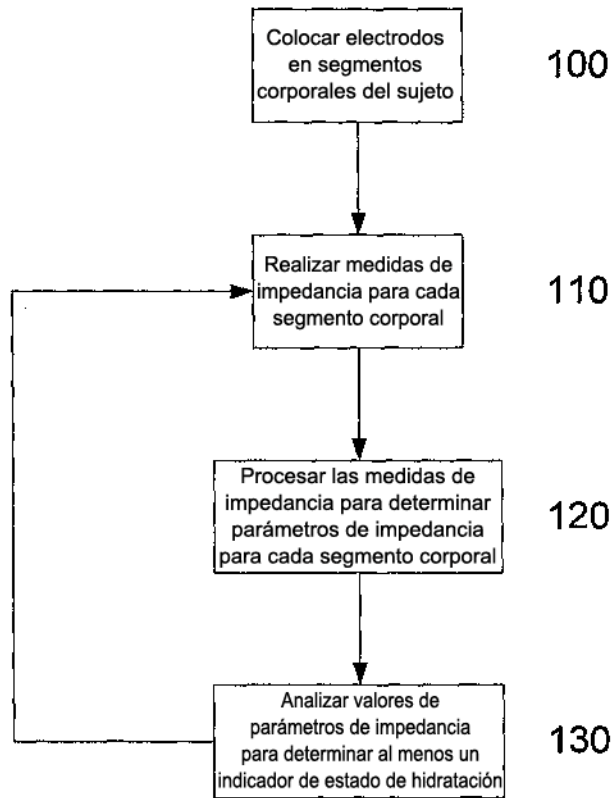 Colocar electrodos
en segmentos
corporales del sujeto
100
Realizar medidas de
impedancia para cada
segmento corporal
110
Procesar las medidas de
impedancia para determinar
parámetros de impedancia
para cada segmento corporal
120
Analizar valores de
parámetros de impedancia
para determinar al menos un
indicador de estado de hidratación
130